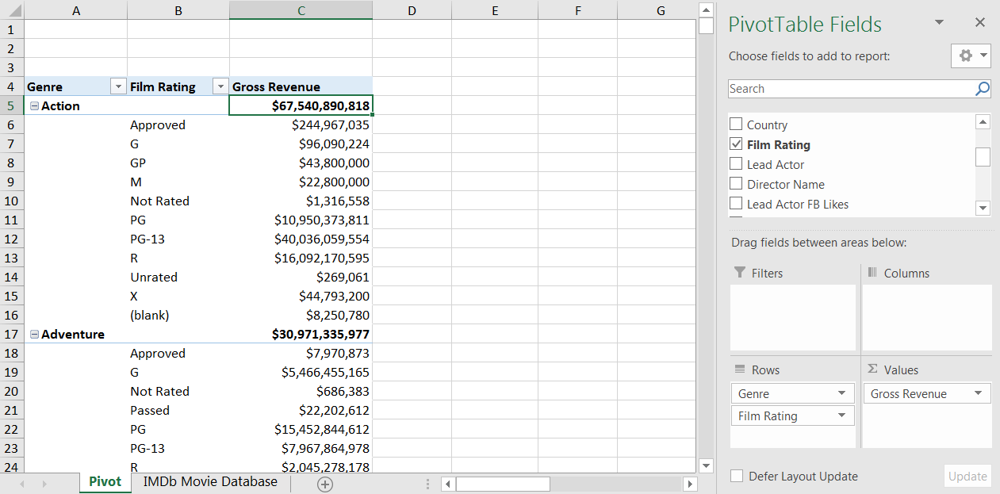 A B C D E F G
1
2
3
4 Genre Film Rating Gross Revenue
5 Action $67,540,890,818
6 Approved $244,967,035
7 G $96,090,224
8 GP $43,800,000
9 M $22,800,000
10 Not Rated $1,316,558
11 PG $10,950,373,811
12 PG-13 $40,036,059,554
13 R $16,092,170,595
14 Unrated $269,061
15 X $44,793,200
16 (blank) $8,250,780
17 Adventure $30,971,335,977
18 Approved $7,970,873
19 G $5,466,455,165
20 Not Rated $686,383
21 Passed $22,202,612
22 PG $15,452,844,612
23 PG-13 $7,967,864,978
24 R $2,045,278,178
Pivot IMDb Movie Database
PivotTable Fields
Choose fields to add to report:
Search
Country
Film Rating
Lead Actor
Director Name
Lead Actor FB Likes
Drag fields between areas below:
Filters Columns
Rows Σ Values
Genre Gross Revenue
Film Rating
Defer Layout Update Update